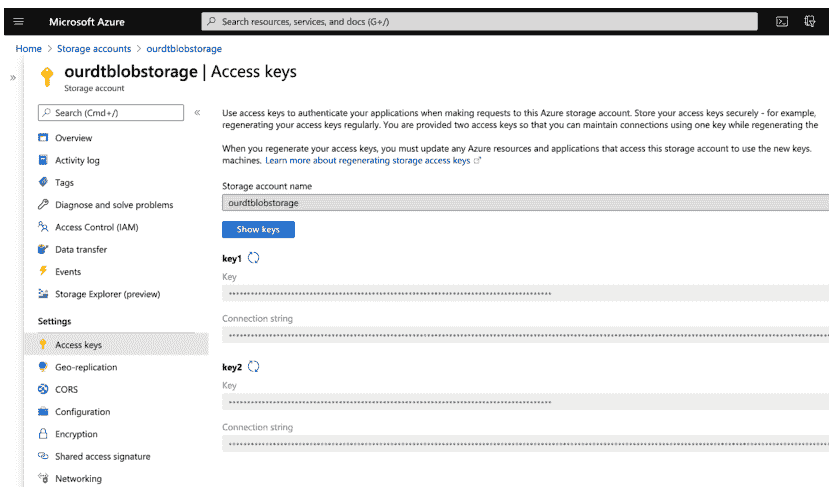 Microsoft Azure
Search resources, services, and docs (G+/)
Home > Storage accounts > ourdtblobstorage
ourdtblobstorage | Access keys
Storage account
Search (Cmd+/)
Overview
Activity log
Tags
Diagnose and solve problems
Access Control (IAM)
Data transfer
Events
Storage Explorer (preview)
Settings
Access keys
Geo-replication
CORS
Configuration
Encryption
Shared access signature
Networking
Use access keys to authenticate your applications when making requests to this Azure storage account. Store your access keys securely - for example,
regenerating your access keys regularly. You are provided two access keys so that you can maintain connections using one key while regenerating the
When you regenerate your access keys, you must update any Azure resources and applications that access this storage account to use the new keys.
machines. Learn more about regenerating storage access keys
Storage account name
ourdtblobstorage
Show keys
key1
Key
Connection string
key2
Key
Connection string